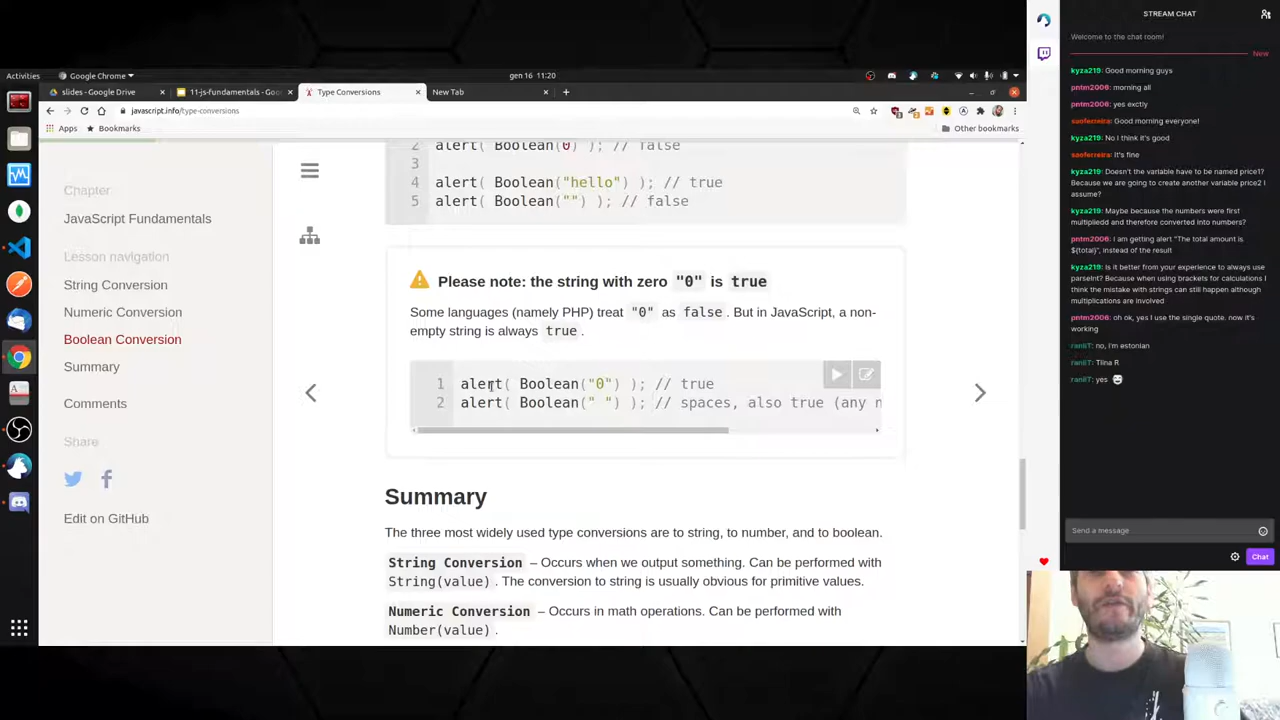 Activities
Google Chrome
gen 16 11:20
slides - Google Drive
11-js-fundamentals - Goo
Type Conversions
New Tab
javascript.info/type-conversions
Apps
Bookmarks
Other bookmarks
Chapter
JavaScript Fundamentals
Lesson navigation
String Conversion
Numeric Conversion
Boolean Conversion
Summary
Comments
Share
Edit on GitHub
2 alert( Boolean(0) ); // false
3
4 alert( Boolean("hello") ); // true
5 alert( Boolean("") ); // false
Please note: the string with zero "0" is true
Some languages (namely PHP) treat "0" as false. But in JavaScript, a non-
empty string is always true.
1 alert( Boolean("0") ); // true
2 alert( Boolean(" ") ); // spaces, also true (any n
Summary
The three most widely used type conversions are to string, to number, and to boolean.
String Conversion – Occurs when we output something. Can be performed with
String(value). The conversion to string is usually obvious for primitive values.
Numeric Conversion – Occurs in math operations. Can be performed with
Number(value).
STREAM CHAT
Welcome to the chat room!
New
kyza219: Good morning guys
pntm2006: morning all
pntm2006: yes exctly
saoferreira: Good morning everyone!
kyza219: No I think it's good
saoferreira: It's fine
kyza219: Doesn't the variable have to be named price1?
Because we are going to create another variable price2 I
assume?
kyza219: Maybe because the numbers were first
multipliedd and therefore converted into numbers?
pntm2006: I am getting alert "The total amount is
${total}", instead of the result
kyza219: Is it better from your experience to always use
parseInt? Because when using brackets for calculations I
think the mistake with strings can still happen although
multiplications are involved
pntm2006: oh ok, yes I use the single quote. now it's
working
raniiT: no, i'm estonian
raniiT: Tiina R
raniiT: yes
Send a message
Chat